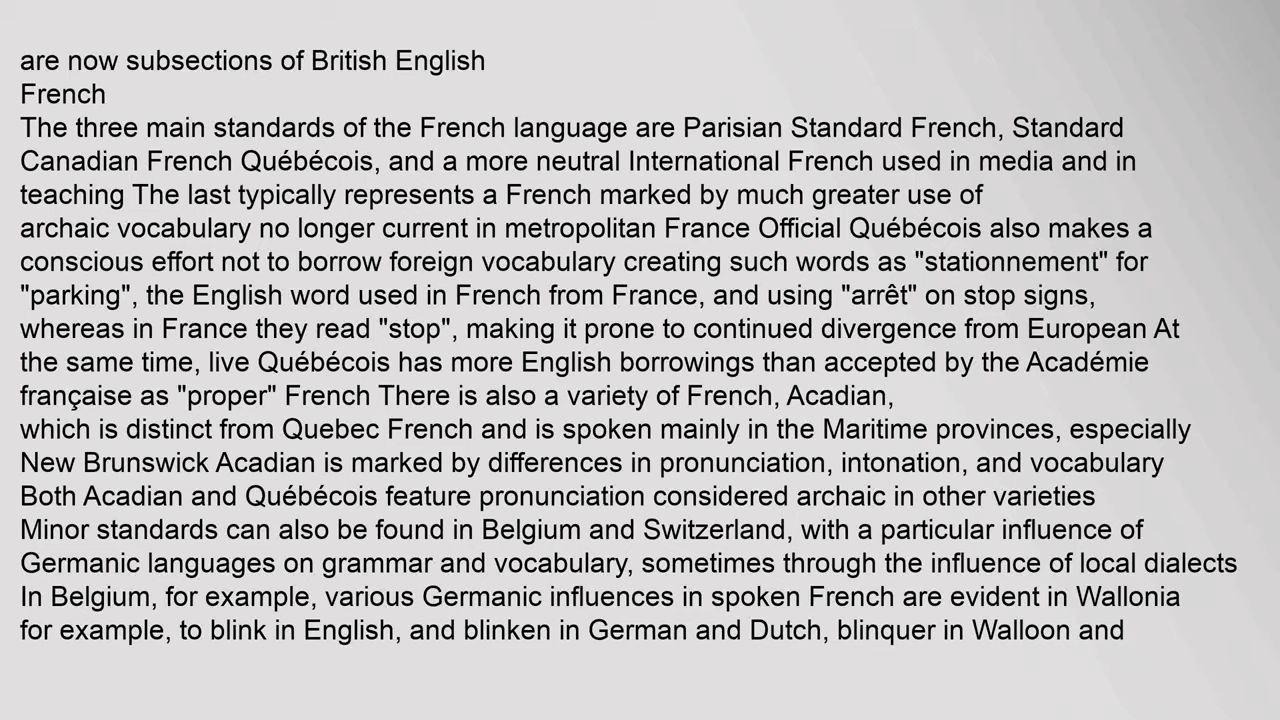 are now subsections of British English
French
The three main standards of the French language are Parisian Standard French, Standard
Canadian French Québécois, and a more neutral International French used in media and in
teaching The last typically represents a French marked by much greater use of
archaic vocabulary no longer current in metropolitan France Official Québécois also makes a
conscious effort not to borrow foreign vocabulary creating such words as "stationnement" for
"parking", the English word used in French from France, and using "arrêt" on stop signs,
whereas in France they read "stop", making it prone to continued divergence from European At
the same time, live Québécois has more English borrowings than accepted by the Académie
française as "proper" French There is also a variety of French, Acadian,
which is distinct from Quebec French and is spoken mainly in the Maritime provinces, especially
New Brunswick Acadian is marked by differences in pronunciation, intonation, and vocabulary
Both Acadian and Québécois feature pronunciation considered archaic in other varieties
Minor standards can also be found in Belgium and Switzerland, with a particular influence of
Germanic languages on grammar and vocabulary, sometimes through the influence of local dialects
In Belgium, for example, various Germanic influences in spoken French are evident in Wallonia
for example, to blink in English, and blinken in German and Dutch, blinquer in Walloon and